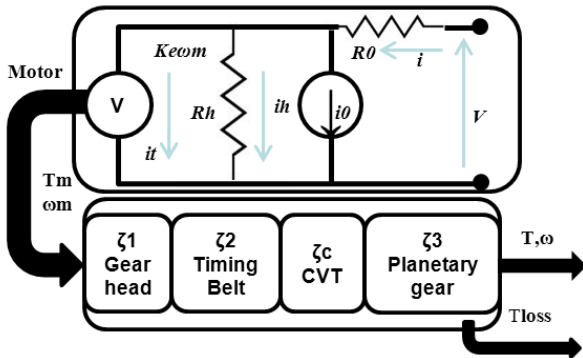 Motor
V
Keωm
it
Rh
ih
i0
R0
i
V
Tm
ωm
ζ1
Gear
head
ζ2
Timing
Belt
ζc
CVT
ζ3
Planetary
gear
T,ω
Tloss